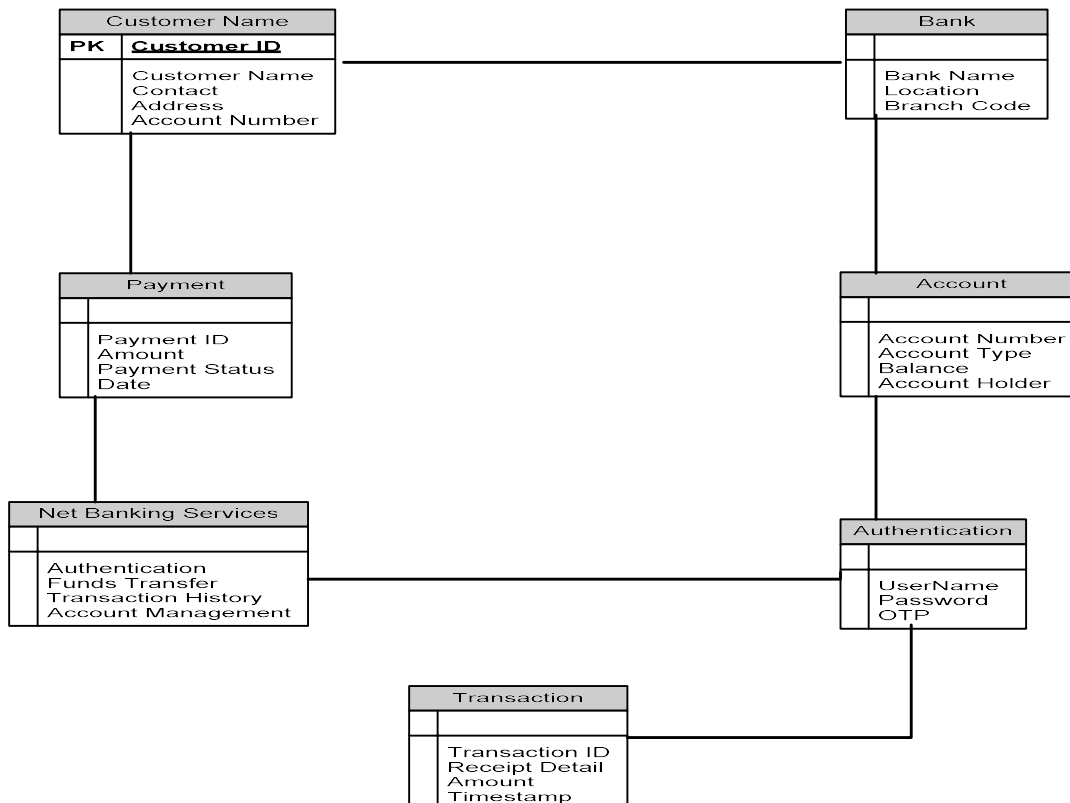 Customer Name
PK Customer ID
Customer Name
Contact
Address
Account Number
Bank
Bank Name
Location
Branch Code
Payment
Payment ID
Amount
Payment Status
Date
Account
Account Number
Account Type
Balance
Account Holder
Net Banking Services
Authentication
Funds Transfer
Transaction History
Account Management
Authentication
UserName
Password
OTP
Transaction
Transaction ID
Receipt Detail
Amount
Timestamp